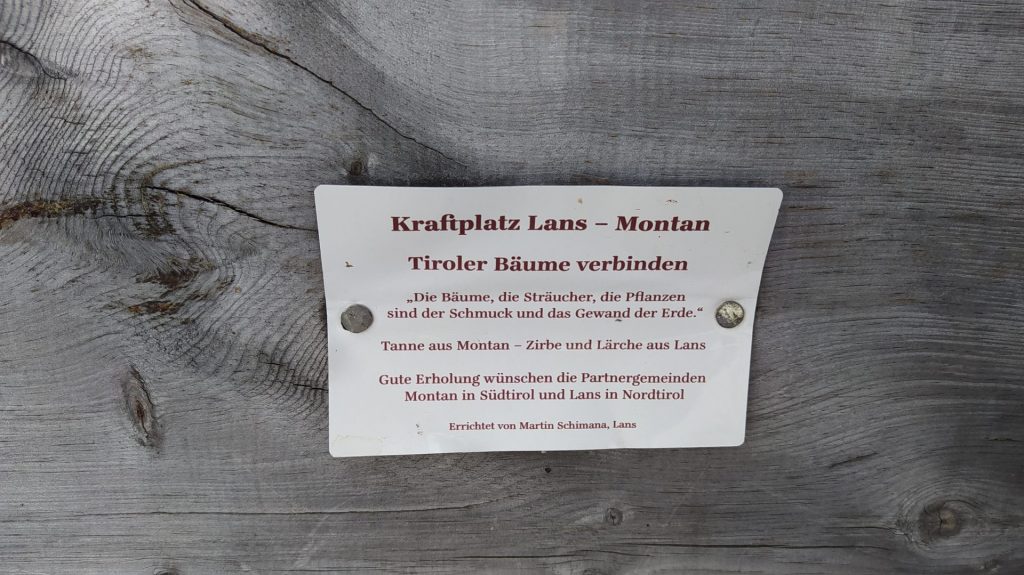 Kraftplatz Lans – Montan
Tiroler Bäume verbinden
„Die Bäume, die Sträucher, die Pflanzen
sind der Schmuck und das Gewand der Erde.“
Tanne aus Montan – Zirbe und Lärche aus Lans
Gute Erholung wünschen die Partnergemeinden
Montan in Südtirol und Lans in Nordtirol
Errichtet von Martin Schimana, Lans